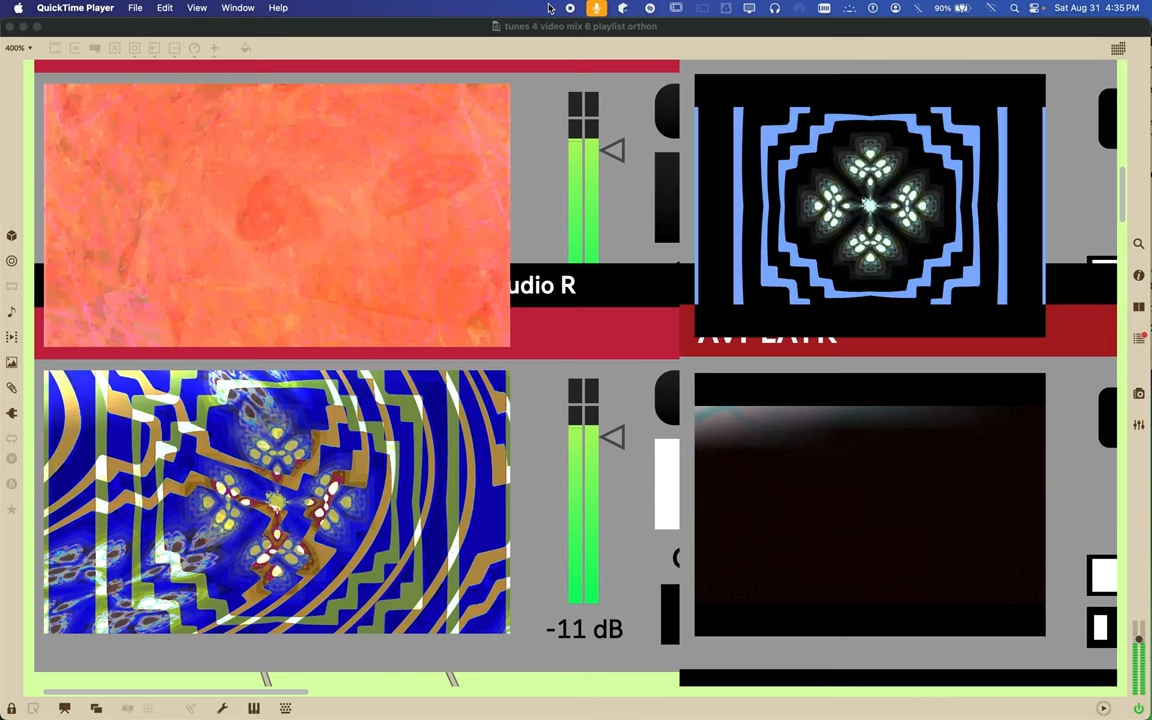 QuickTime Player File Edit View Window Help
90% Sat Aug 31 4:35 PM
tunes 4 video mix 6 playlist orthon
400%
udio R
-11 dB